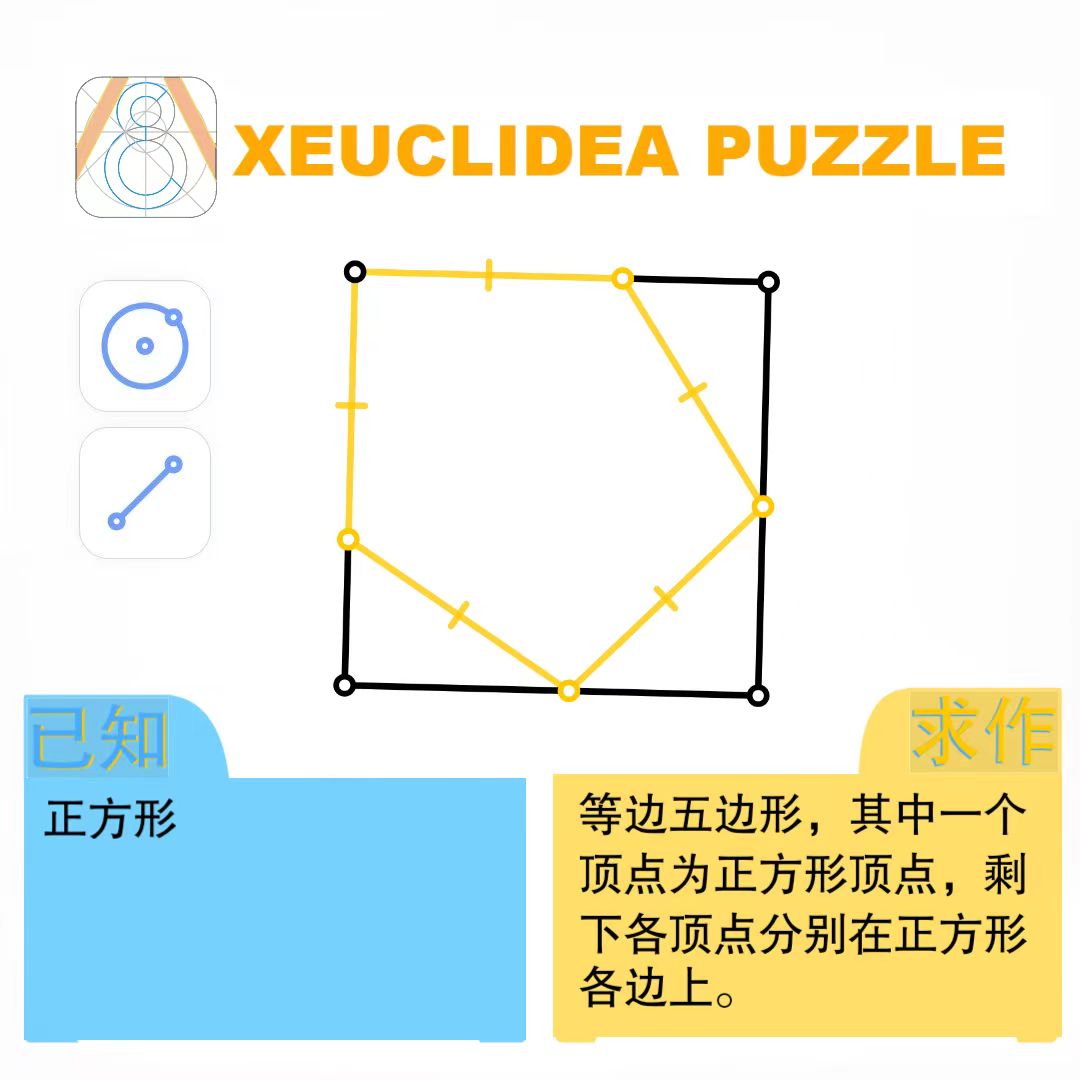 XEUCLIDEA PUZZLE
已知
求作
正方形
等边五边形，其中一个
顶点为正方形顶点，剩
下各顶点分别在正方形
各边上。